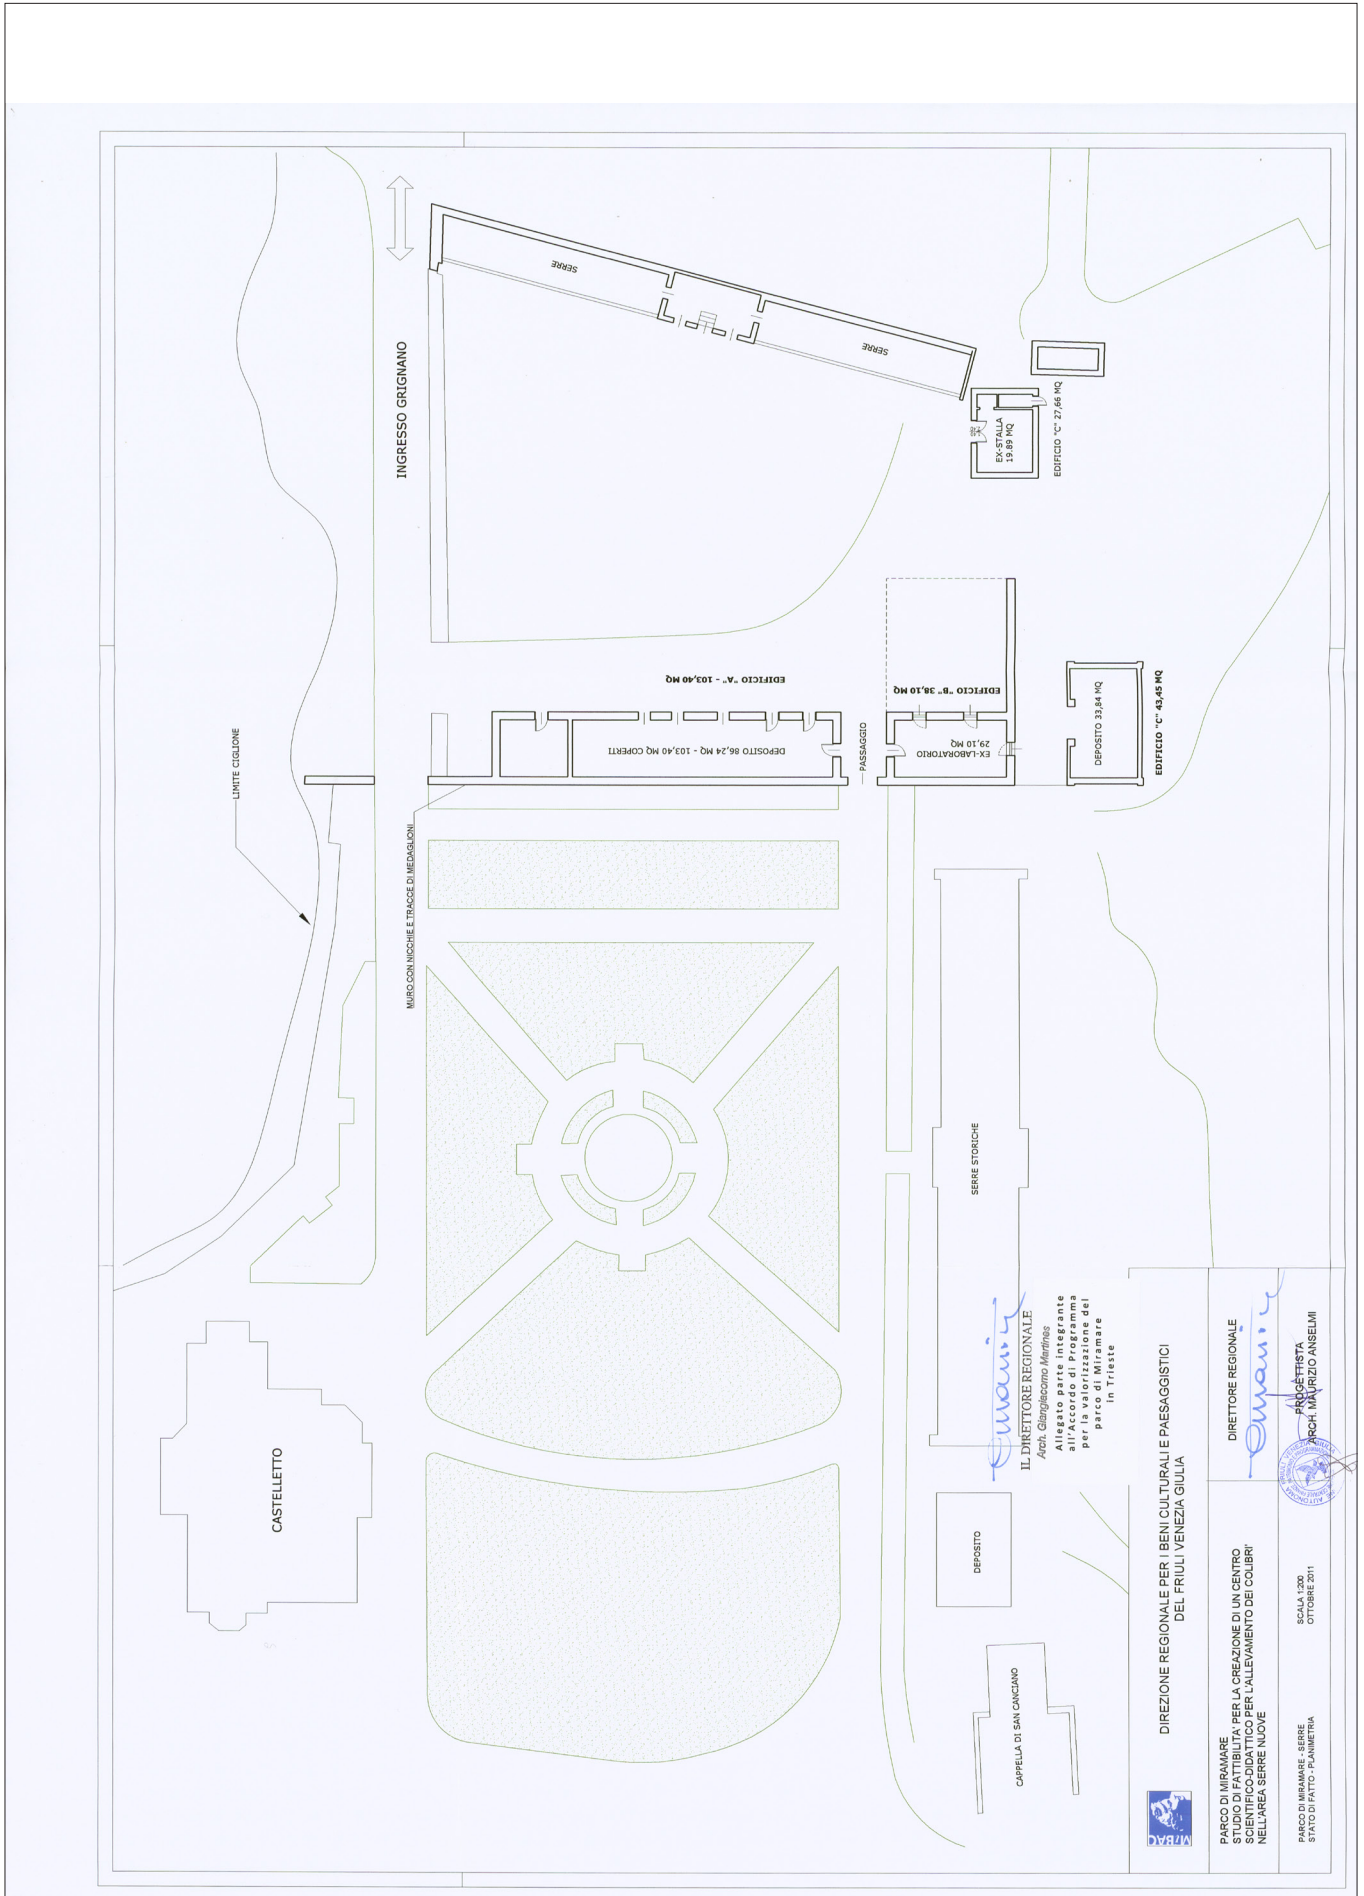 INGRESSO GRIGNANO
LIMITE CIGLIONE
MURO CON NICCHIE E TRACCE DI MEDAGLIONI
SERRE
SERRE
EX-STALLA
19.89 MQ
EDIFICIO "C" 27,66 MQ
EDIFICIO "A" - 103,40 MQ
DEPOSITO 86,24 MQ - 103,40 MQ COPERTI
PASSAGGIO
EDIFICIO "B" 38,10 MQ
EX-LABORATORIO
29,10 MQ
DEPOSITO 33,84 MQ
EDIFICIO "C" 43,45 MQ
SERRE STORICHE
CASTELLETTO
DEPOSITO
CAPPELLA DI SAN CANCIANO
IL DIRETTORE REGIONALE
Arch. Giangiacomo Martines
Allegato parte integrante
all'Accordo di Programma
per la valorizzazione del
parco di Miramare
in Trieste
MiBAC
DIREZIONE REGIONALE PER I BENI CULTURALI E PAESAGGISTICI
DEL FRIULI VENEZIA GIULIA
PARCO DI MIRAMARE
STUDIO DI FATTIBILITA' PER LA CREAZIONE DI UN CENTRO
SCIENTIFICO-DIDATTICO PER L'ALLEVAMENTO DEI COLIBRI'
NELL'AREA SERRE NUOVE
DIRETTORE REGIONALE
PARCO DI MIRAMARE - SERRE
STATO DI FATTO - PLANIMETRIA
SCALA 1:200
OTTOBRE 2011
PROGETTISTA
ARCH. MAURIZIO ANSELMI